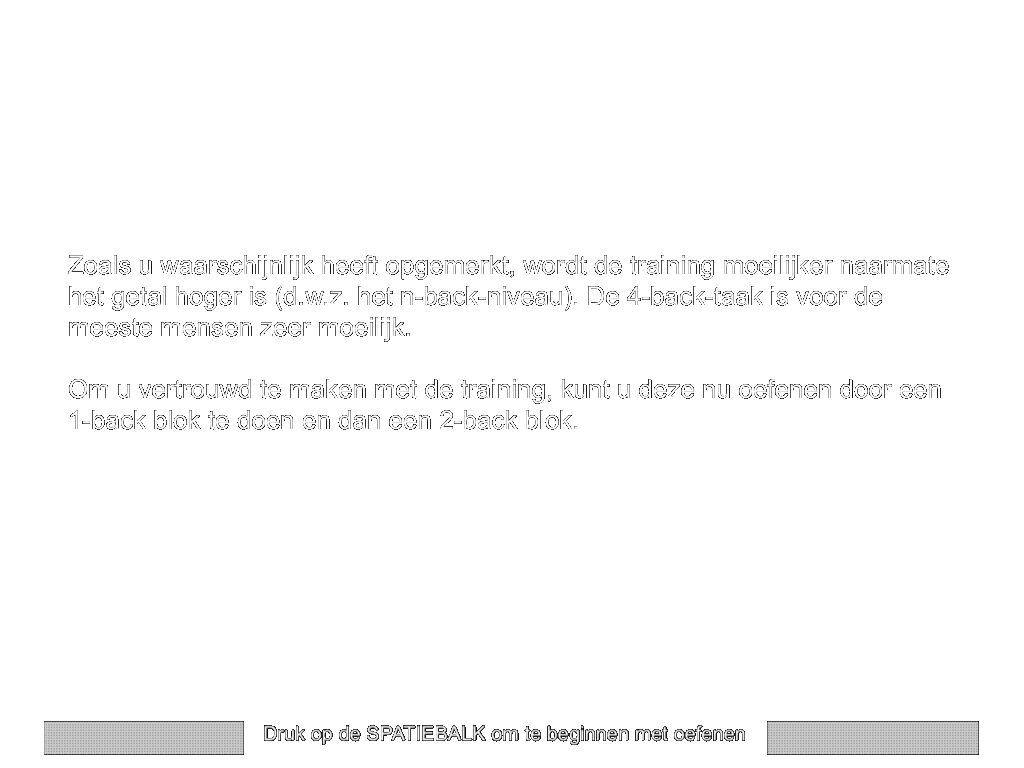 Zoals u waarschijnlijk heeft opgemerkt, wordt de training moeilijker naarmate
het getal hoger is (d.w.z. het n-back-niveau). De 4-back-taak is voor de
meeste mensen zeer moeilijk.
Om u vertrouwd te maken met de training, kunt u deze nu oefenen door een
1-back blok te doen en dan een 2-back blok.
Druk op de SPATIEBALK om te beginnen met oefenen